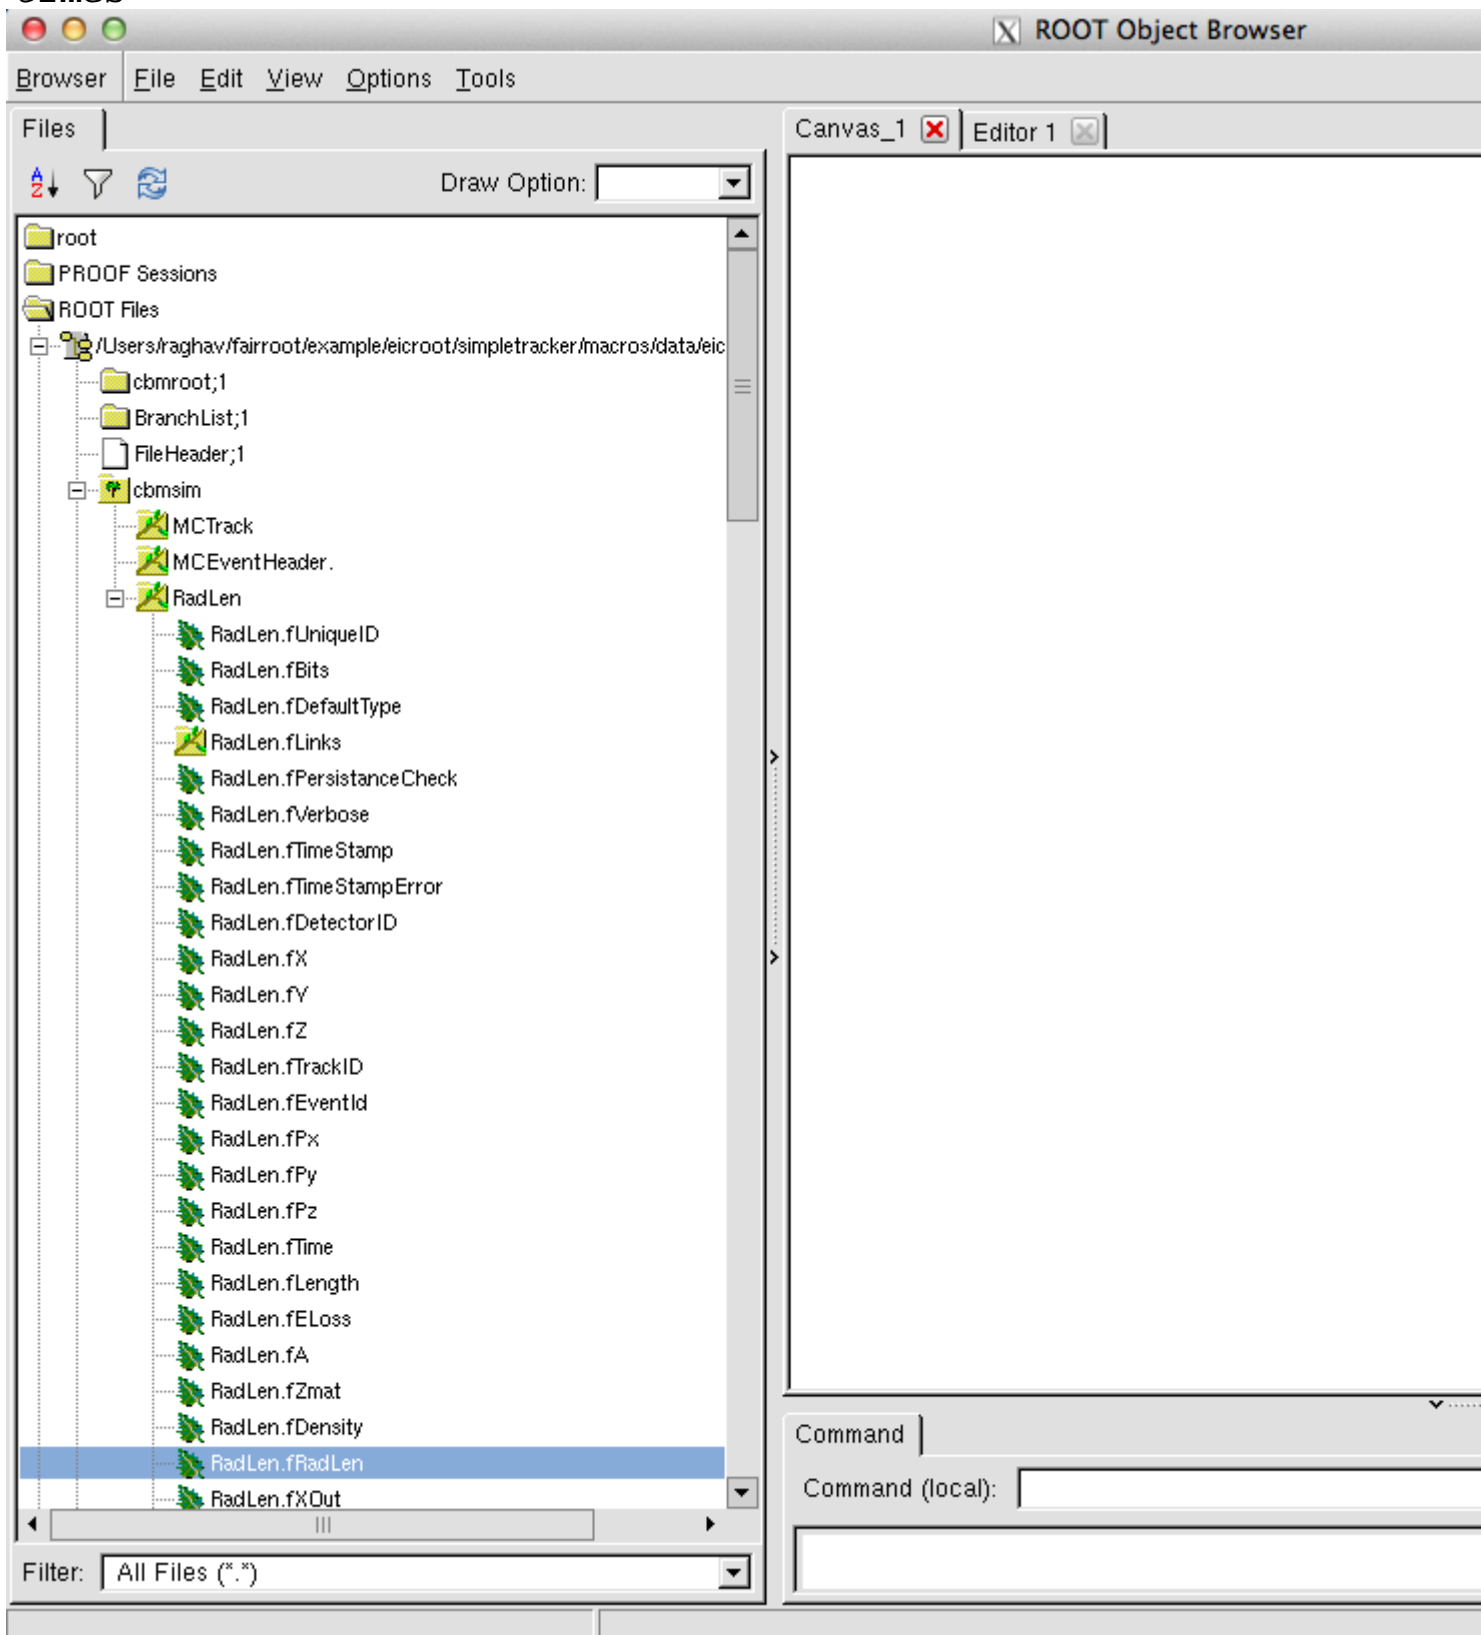 ROOT Object Browser
Browser File Edit View Options Tools
Files
Canvas_1 Editor 1
Draw Option:
root
PROOF Sessions
ROOT Files
/Users/raghav/fairroot/example/eicroot/simpletracker/macros/data/eic
cbmroot;1
BranchList;1
FileHeader;1
cbmsim
MCTrack
MCEventHeader.
RadLen
RadLen.fUniqueID
RadLen.fBits
RadLen.fDefaultType
RadLen.fLinks
RadLen.fPersistanceCheck
RadLen.fVerbose
RadLen.fTimeStamp
RadLen.fTimeStampError
RadLen.fDetectorID
RadLen.fX
RadLen.fY
RadLen.fZ
RadLen.fTrackID
RadLen.fEventId
RadLen.fPx
RadLen.fPy
RadLen.fPz
RadLen.fTime
RadLen.fLength
RadLen.fELoss
RadLen.fA
RadLen.fZmat
RadLen.fDensity
RadLen.fRadLen
RadLen.fXOut
Command
Command (local):
Filter: All Files (*.*)